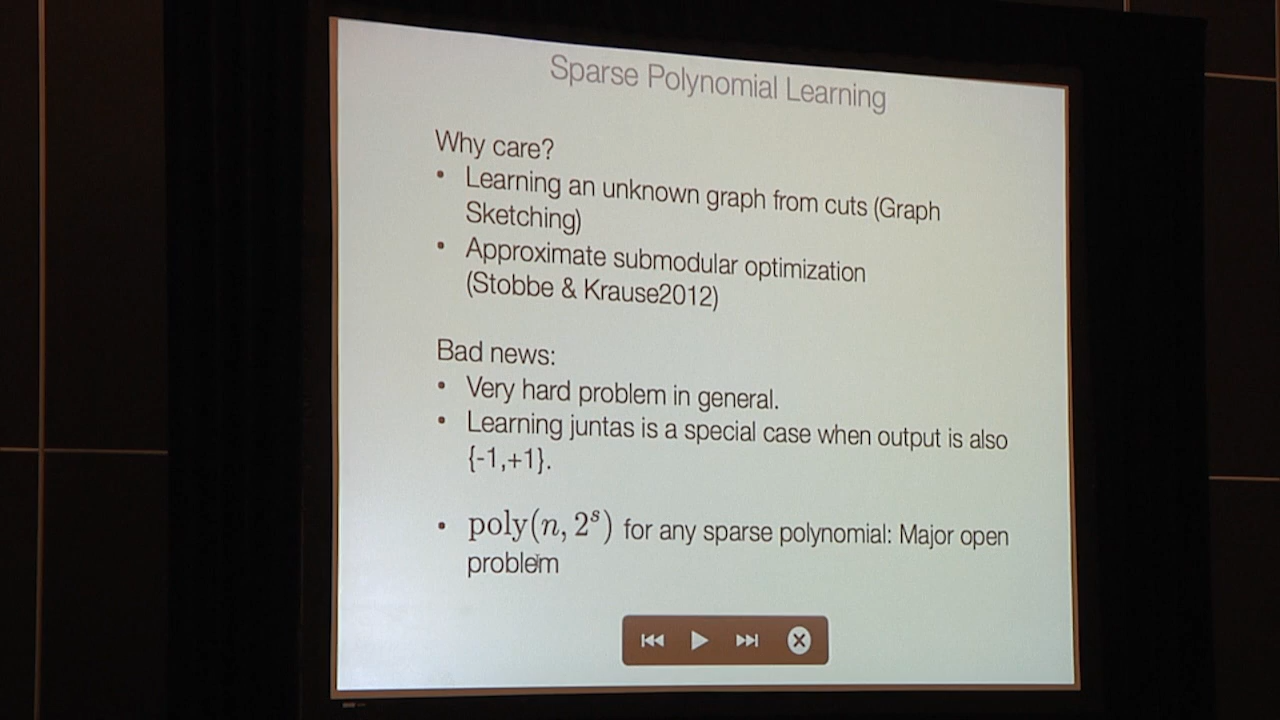 Sparse Polynomial Learning
Why care?
• Learning an unknown graph from cuts (Graph
Sketching)
• Approximate submodular optimization
(Stobbe & Krause2012)
Bad news:
• Very hard problem in general.
• Learning juntas is a special case when output is also
{-1,+1}.
• poly(n, 2^s) for any sparse polynomial: Major open
problem